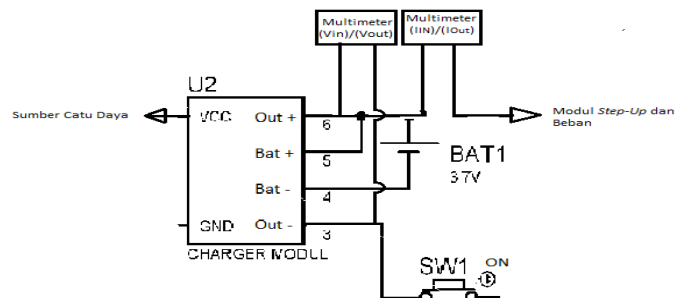 Multimeter
(Vin)/(Vout)
Multimeter
(IIN)/(IOut)
U2
Sumber Catu Daya
VCC
Out +
6
Modul Step-Up dan
Beban
Bat +
5
BAT1
3.7V
Bat -
4
GND
Out -
3
CHARGER MODUL
SW1
ON